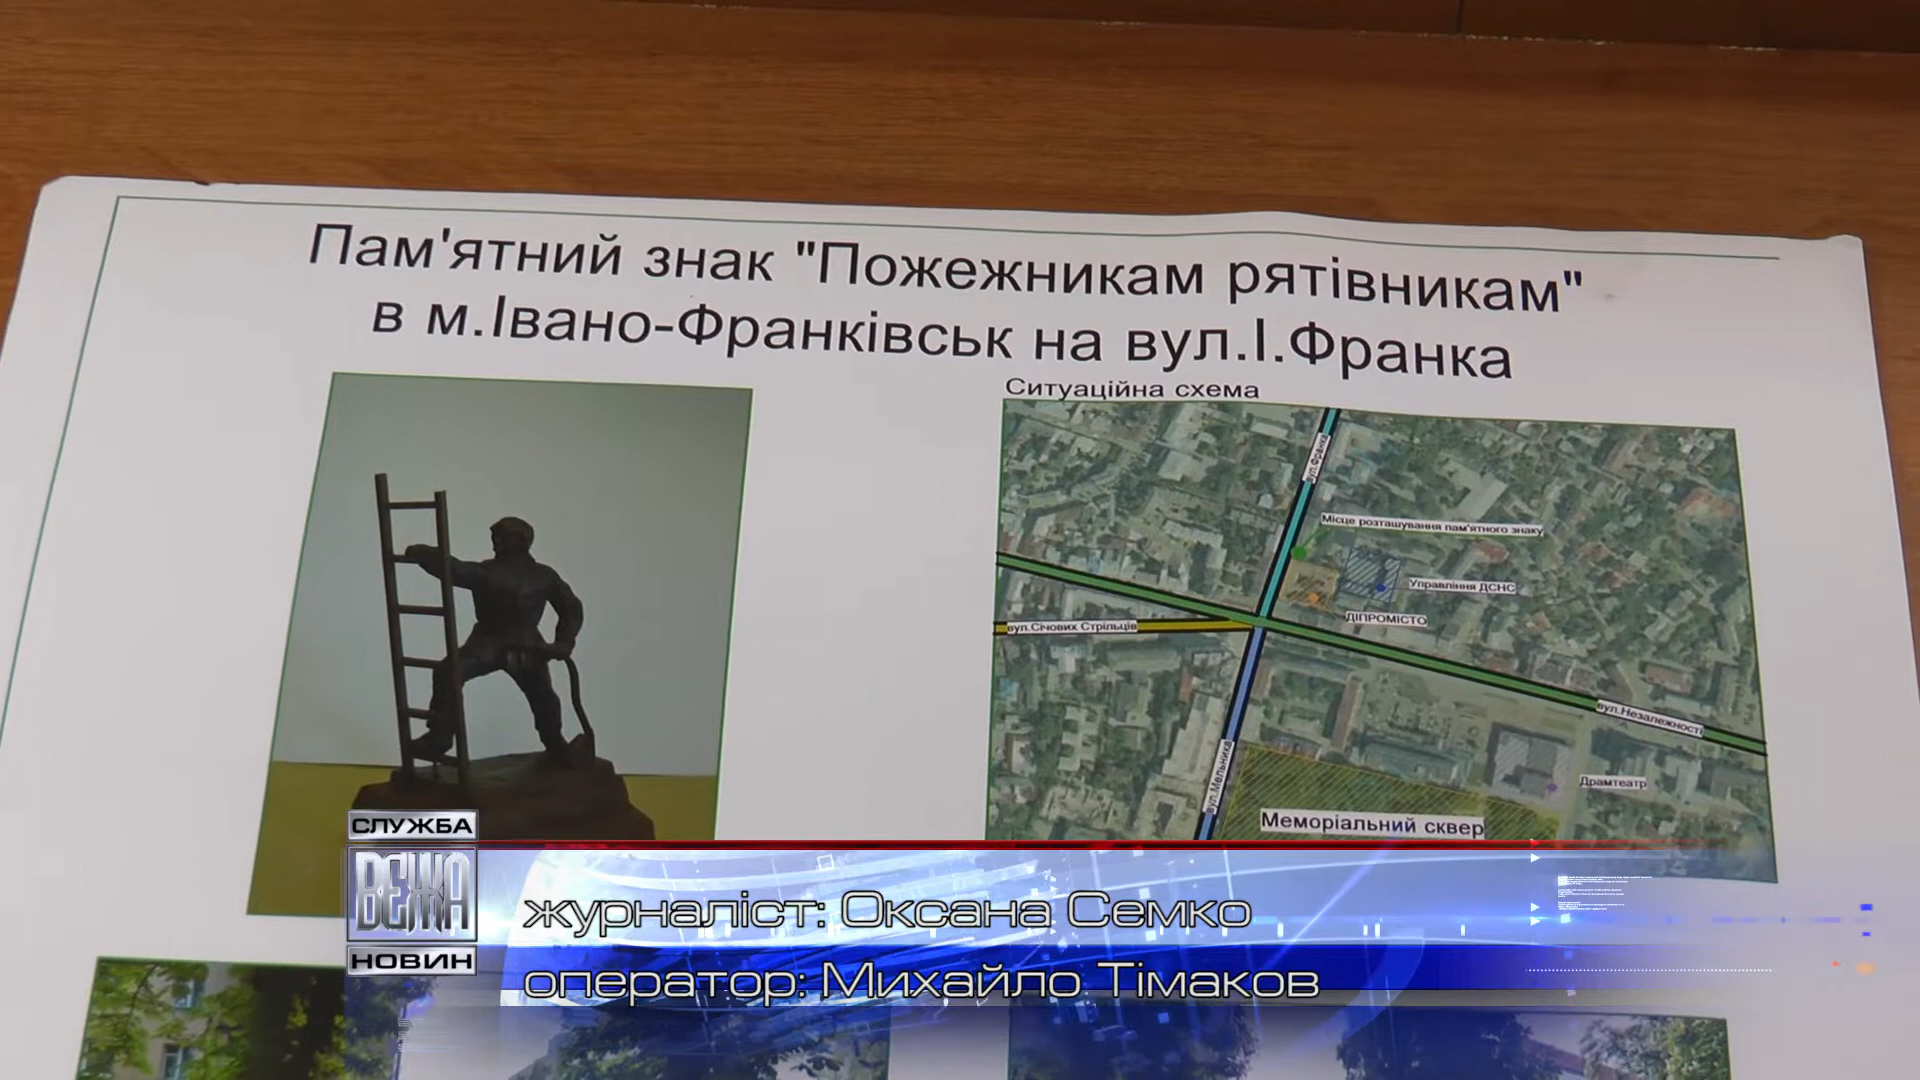 Пам'ятний знак "Пожежникам рятівникам"
в м.Івано-Франківськ на вул.І.Франка
Ситуаційна схема
вул.Франка
Місце розташування пам'ятного знаку
Управління ДСНС
ДІПРОМІСТО
вул.Січових Стрільців
вул.Незалежності
вул.Мельника
Драмтеатр
Меморіальний сквер
СЛУЖБА
ВЕЖА
НОВИН
журналіст: Оксана Семко
оператор: Михайло Тімаков